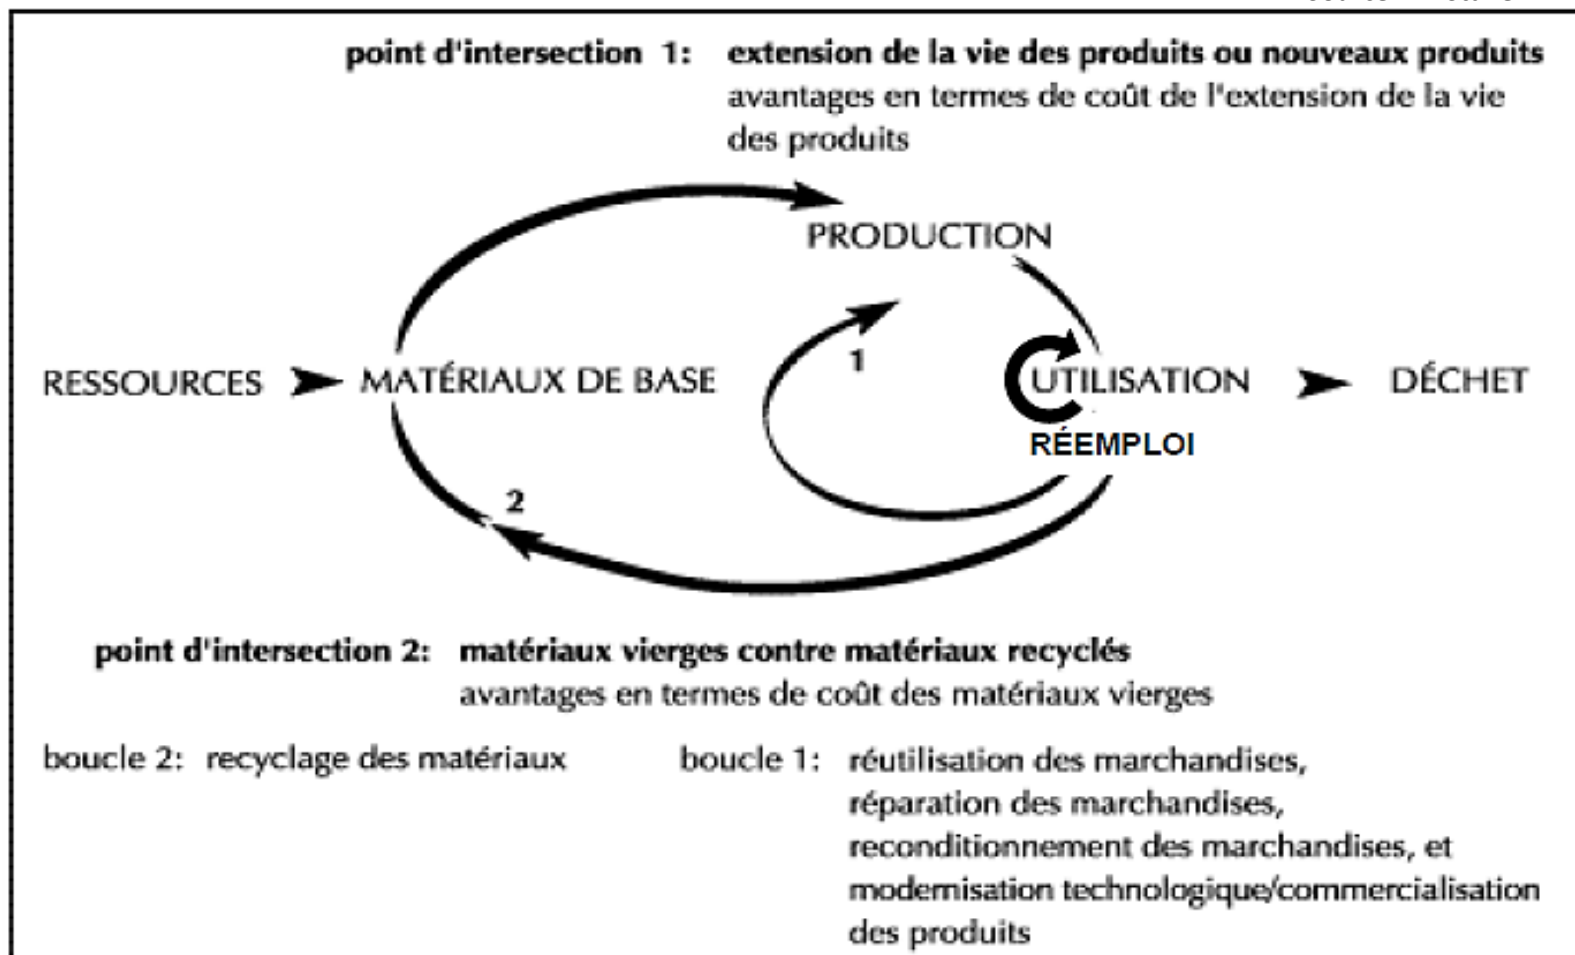 point d'intersection 1: extension de la vie des produits ou nouveaux produits
avantages en termes de coût de l'extension de la vie
des produits
PRODUCTION
1
RESSOURCES MATÉRIAUX DE BASE UTILISATION DÉCHET
RÉEMPLOI
2
point d'intersection 2: matériaux vierges contre matériaux recyclés
avantages en termes de coût des matériaux vierges
boucle 2: recyclage des matériaux
boucle 1: réutilisation des marchandises,
réparation des marchandises,
reconditionnement des marchandises, et
modernisation technologique/commercialisation
des produits